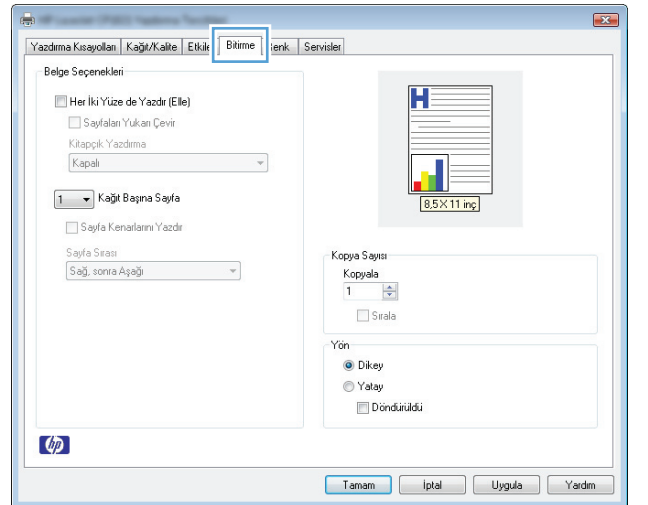 Yazdırma Kısayolları Kağıt/Kalite Etkile Bitirme Renk Servisler
Belge Seçenekleri
Her İki Yüze de Yazdır (Elle)
Sayfaları Yukarı Çevir
Kitapçık Yazdırma
Kapalı
1 Kağıt Başına Sayfa
Sayfa Kenarlarını Yazdır
Sayfa Sırası
Sağ, sonra Aşağı
H
8,5 X 11 inç
Kopya Sayısı
Kopyala
1
Sırala
Yön
Dikey
Yatay
Döndürüldü
hp
Tamam İptal Uygula Yardım